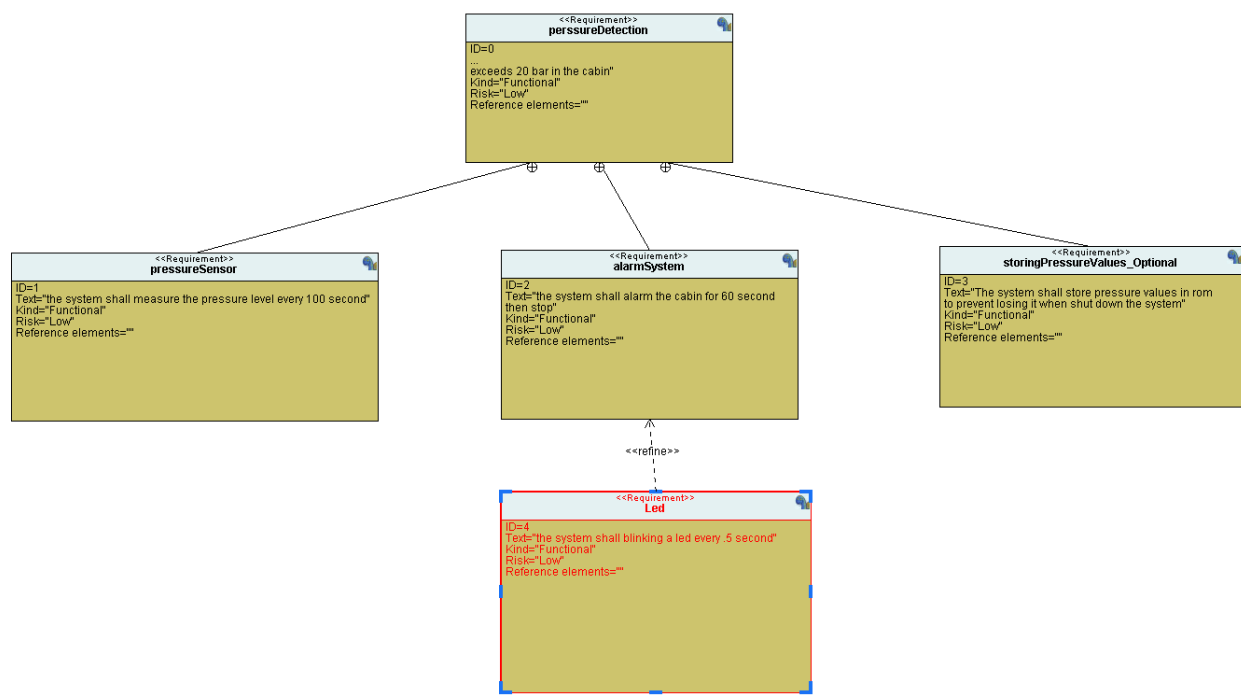 <<Requirement>>
perssureDetection
ID=0
...
exceeds 20 bar in the cabin"
Kind="Functional"
Risk="Low"
Reference elements=""
<<Requirement>>
pressureSensor
ID=1
Text="the system shall measure the pressure level every 100 second"
Kind="Functional"
Risk="Low"
Reference elements=""
<<Requirement>>
alarmSystem
ID=2
Text="the system shall alarm the cabin for 60 second
then stop"
Kind="Functional"
Risk="Low"
Reference elements=""
<<Requirement>>
storingPressureValues_Optional
ID=3
Text="The system shall store pressure values in rom
to prevent losing it when shut down the system"
Kind="Functional"
Risk="Low"
Reference elements=""
<<refine>>
<<Requirement>>
Led
ID=4
Text="the system shall blinking a led every .5 second"
Kind="Functional"
Risk="Low"
Reference elements=""